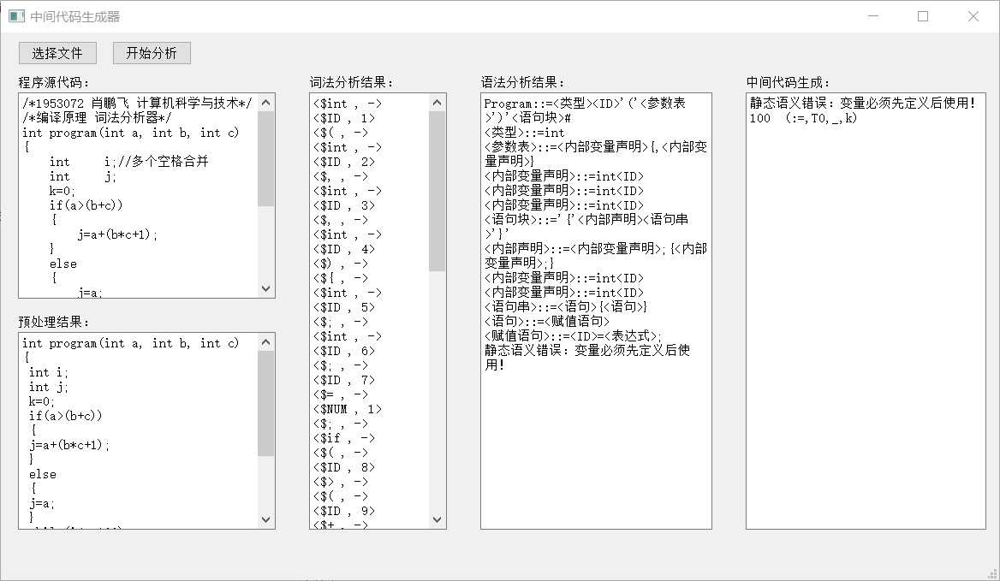 中间代码生成器
选择文件
开始分析
程序源代码:
/*1953072 肖鹏飞 计算机科学与技术*/
/*编译原理 词法分析器*/
int program(int a, int b, int c)
{
int     i;//多个空格合并
int     j;
k=0;
if(a>(b+c))
{
j=a+(b*c+1);
}
else
{
j=a;
预处理结果:
int program(int a, int b, int c)
{
int i;
int j;
k=0;
if(a>(b+c))
{
j=a+(b*c+1);
}
else
{
j=a;
}
词法分析结果:
<$int , ->
<$ID , 1>
<$( , ->
<$int , ->
<$ID , 2>
<$, , ->
<$int , ->
<$ID , 3>
<$, , ->
<$int , ->
<$ID , 4>
<$) , ->
<${ , ->
<$int , ->
<$ID , 5>
<$; , ->
<$int , ->
<$ID , 6>
<$; , ->
<$ID , 7>
<$= , ->
<$NUM , 1>
<$; , ->
<$if , ->
<$( , ->
<$ID , 8>
<$> , ->
<$( , ->
<$ID , 9>
<$+ , ->
语法分析结果:
Program::=<类型><ID>'('<参数表
>')'<语句块>#
<类型>::=int
<参数表>::=<内部变量声明>{,<内部变
量声明>}
<内部变量声明>::=int<ID>
<内部变量声明>::=int<ID>
<内部变量声明>::=int<ID>
<语句块>::='{'<内部声明><语句串
>'}'
<内部声明>::=<内部变量声明>;{<内部
变量声明>;}
<内部变量声明>::=int<ID>
<内部变量声明>::=int<ID>
<语句串>::=<语句>{<语句>}
<语句>::=<赋值语句>
<赋值语句>::=<ID>=<表达式>;
静态语义错误: 变量必须先定义后使
用!
中间代码生成:
静态语义错误: 变量必须先定义后使用!
100  (:=,T0,_,k)